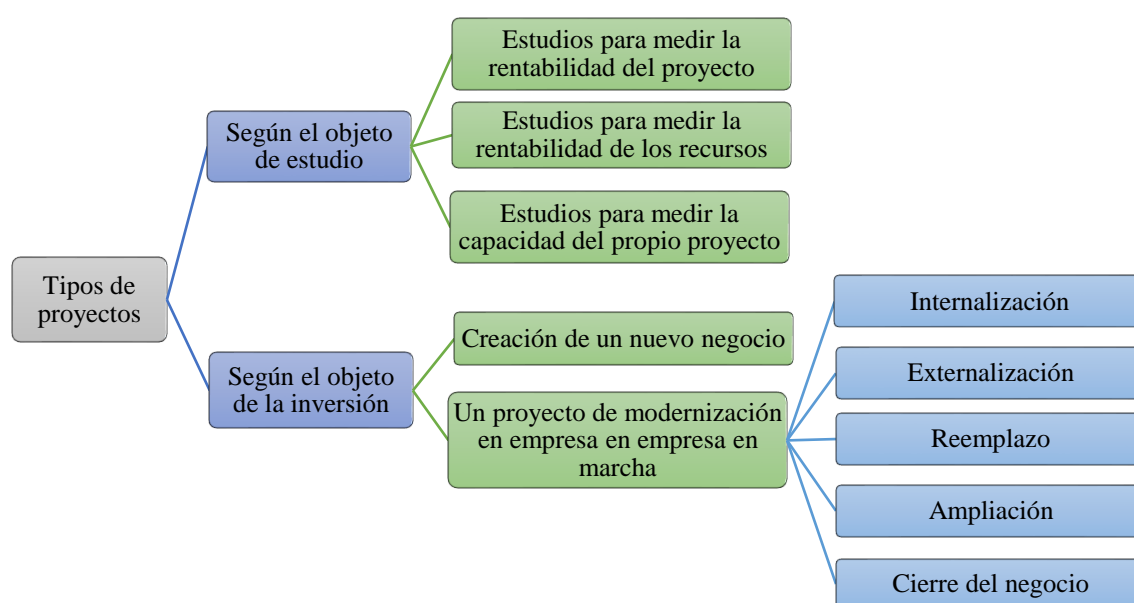 Tipos de
proyectos
Según el objeto
de estudio
Estudios para medir la
rentabilidad del proyecto
Estudios para medir la
rentabilidad de los recursos
Estudios para medir la
capacidad del propio proyecto
Según el objeto
de la inversión
Creación de un nuevo negocio
Un proyecto de modernización
en empresa en empresa en
marcha
Internalización
Externalización
Reemplazo
Ampliación
Cierre del negocio